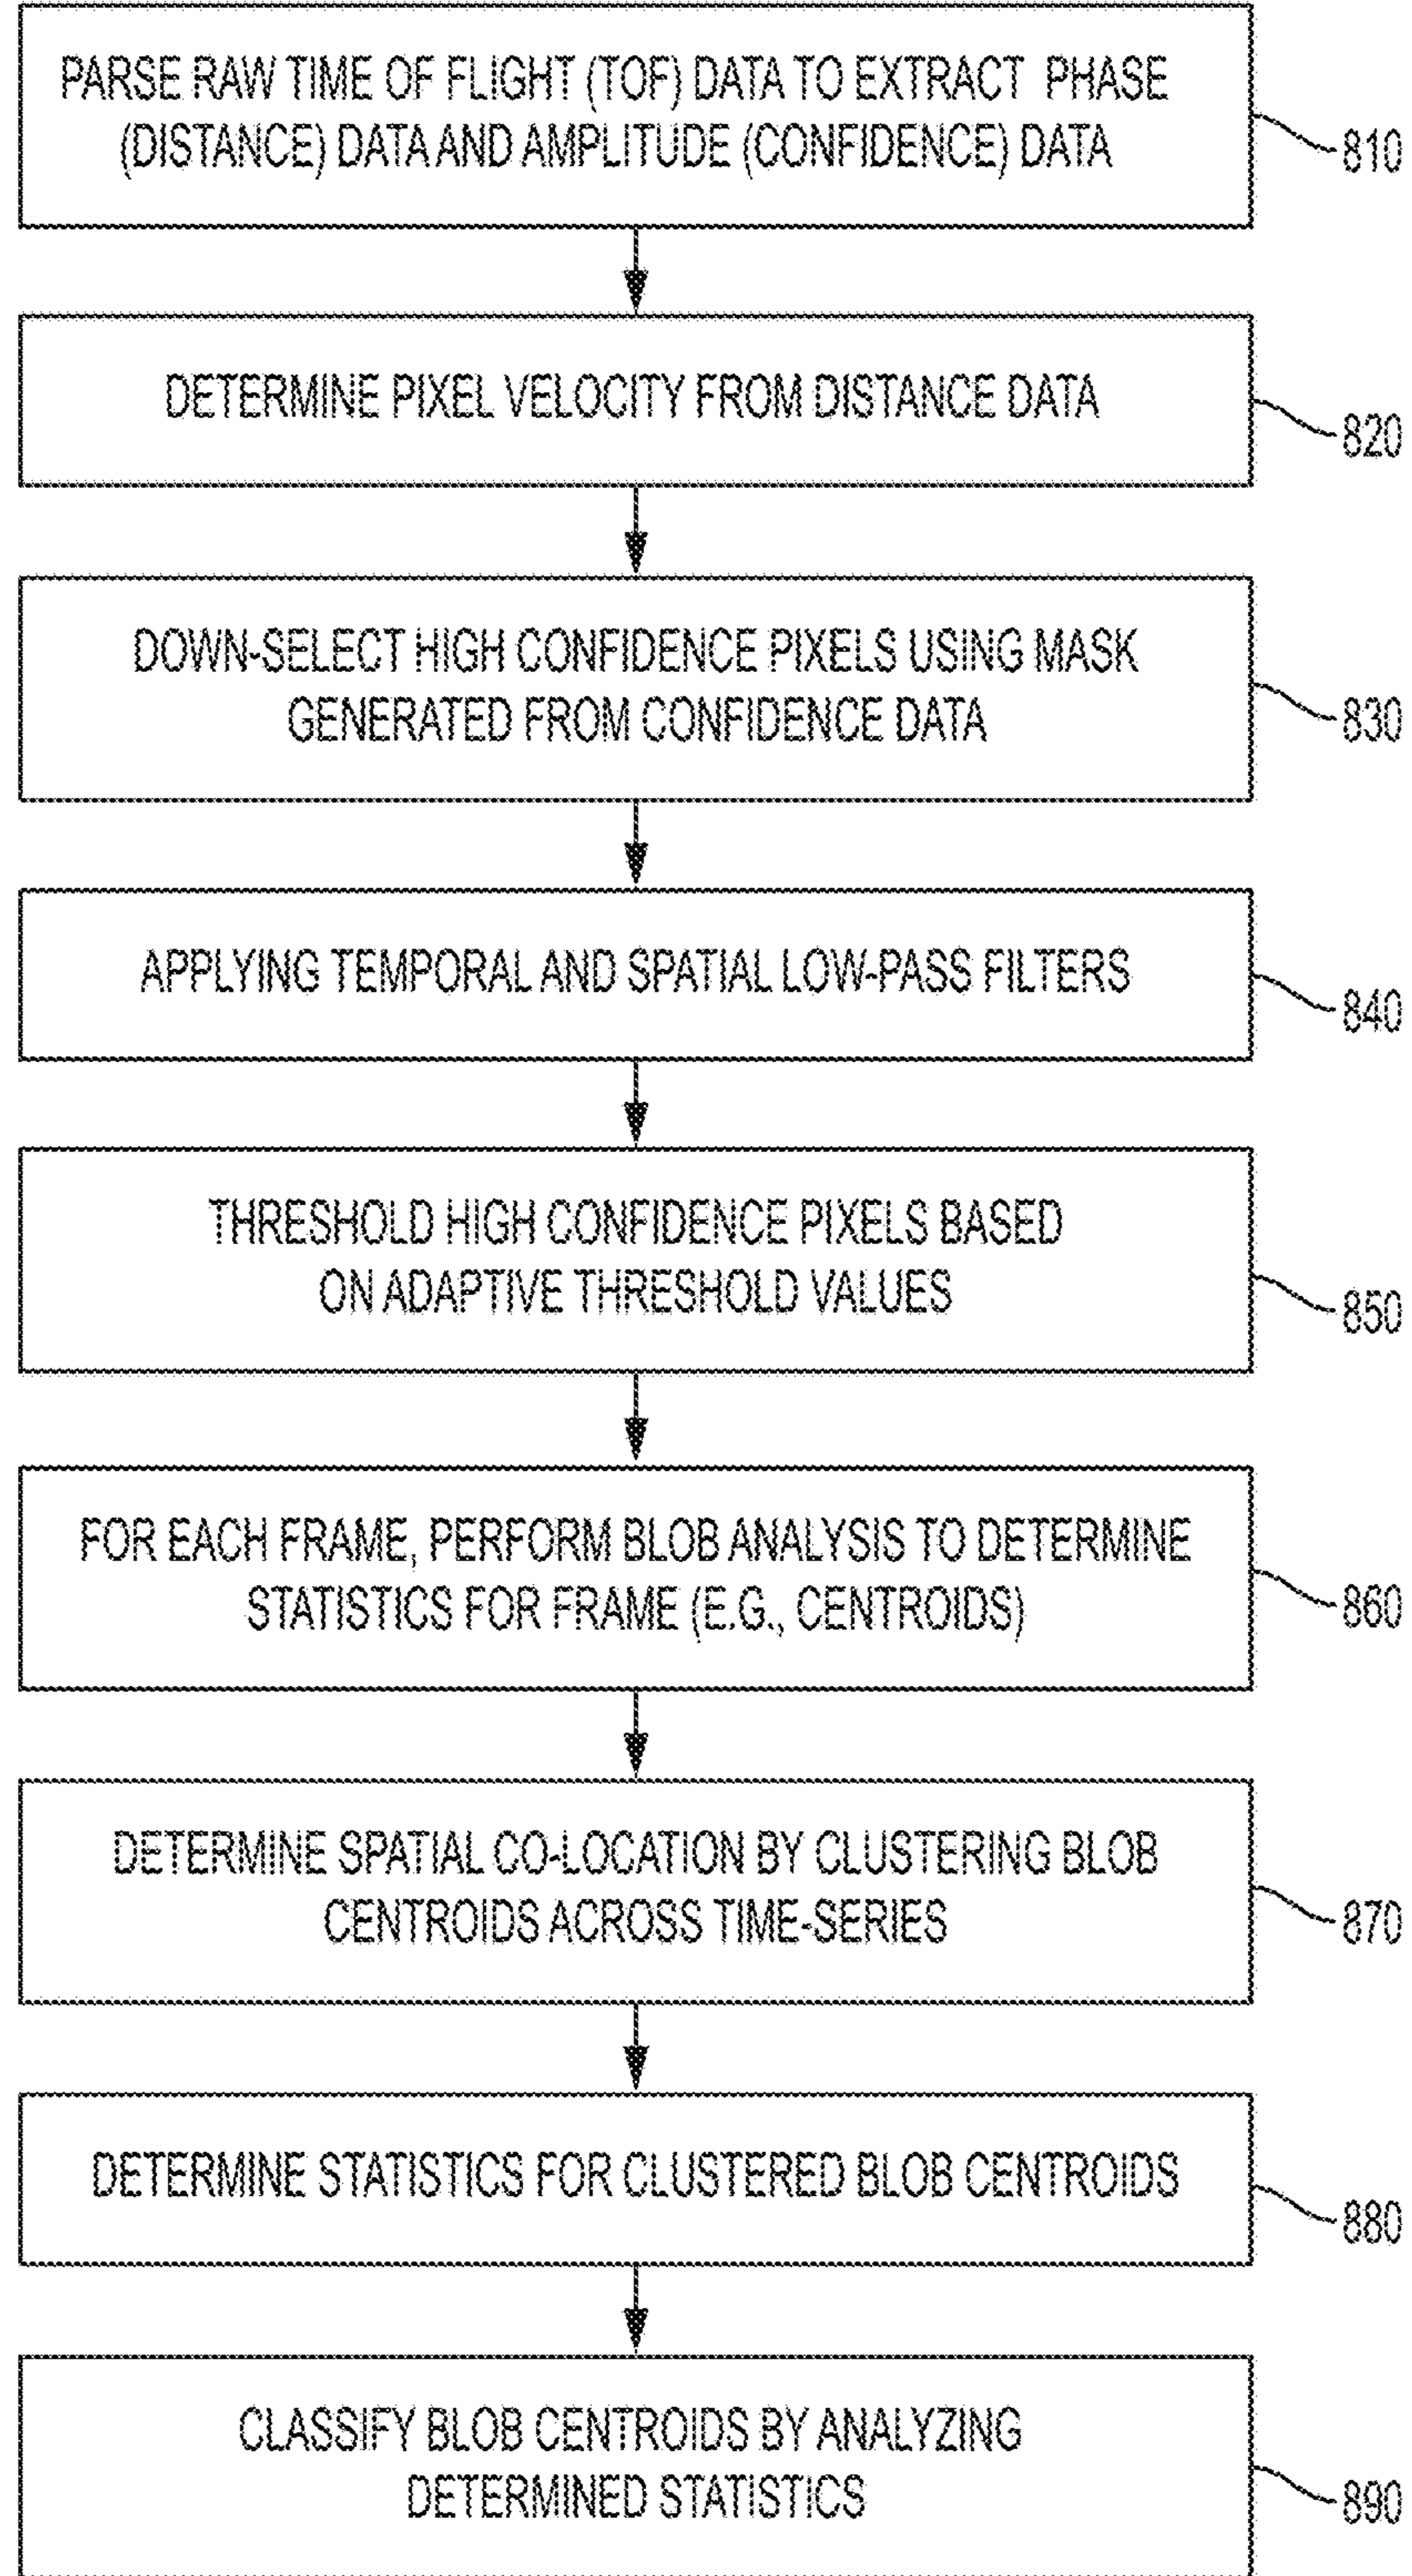 PARSE RAW TIME OF FLIGHT (TOF) DATA TO EXTRACT PHASE
(DISTANCE) DATA AND AMPLITUDE (CONFIDENCE) DATA
810
DETERMINE PIXEL VELOCITY FROM DISTANCE DATA
820
DOWN-SELECT HIGH CONFIDENCE PIXELS USING MASK
GENERATED FROM CONFIDENCE DATA
830
APPLYING TEMPORAL AND SPATIAL LOW-PASS FILTERS
840
THRESHOLD HIGH CONFIDENCE PIXELS BASED
ON ADAPTIVE THRESHOLD VALUES
850
FOR EACH FRAME, PERFORM BLOB ANALYSIS TO DETERMINE
STATISTICS FOR FRAME (E.G., CENTROIDS)
860
DETERMINE SPATIAL CO-LOCATION BY CLUSTERING BLOB
CENTROIDS ACROSS TIME-SERIES
870
DETERMINE STATISTICS FOR CLUSTERED BLOB CENTROIDS
880
CLASSIFY BLOB CENTROIDS BY ANALYZING
DETERMINED STATISTICS
890